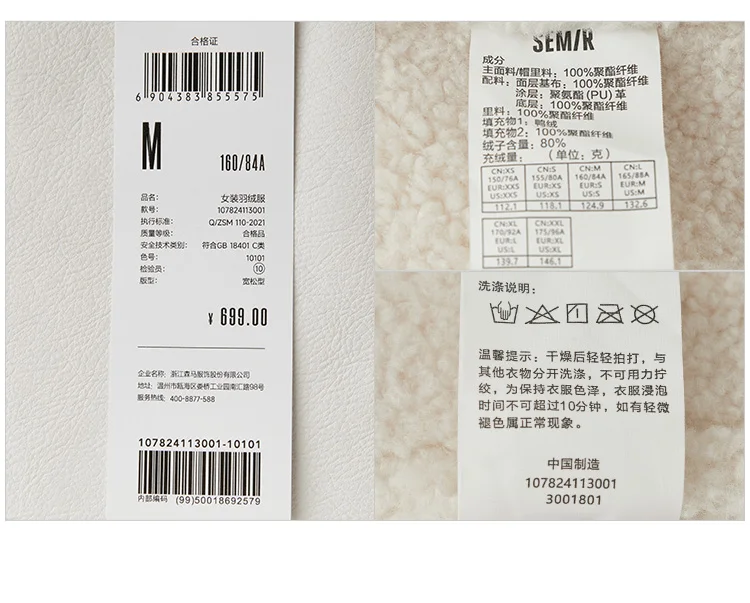 合格证
6 904383 855575
M
160/84A
品名: 女装羽绒服
款号: 107824113001
执行标准: Q/ZSM 110-2021
质量等级: 合格品
安全技术类别: 符合GB 18401 C类
色号: 10101
检验员: ⑩
版型: 宽松型
¥ 699.00
企业名称: 浙江森马服饰股份有限公司
地址: 温州市瓯海区娄桥工业园南汇路98号
服务热线: 400-8877-588
107824113001-10101
内部编码 (99)50018692579
SEM/R
成分
主面料/帽里料: 100%聚酯纤维
配料: 面层基布: 100%聚酯纤维
涂层: 聚氨酯(PU)革
底层: 100%聚酯纤维
里料: 100%聚酯纤维
填充物1: 鸭绒
填充物2: 100%聚酯纤维
绒子含量: 80%
充绒量: (单位: 克)
CN:XS CN:S CN:M CN:L
150/76A 155/80A 160/84A 165/88A
EUR:XXS EUR:XS EUR:S EUR:M
US:XXS US:XS US:S US:M
112.1 118.1 124.9 132.6
CN:XL CN:XXL
170/92A 175/96A
EUR:L EUR:XL
US:L US:XL
139.7 146.1
洗涤说明:
温馨提示: 干燥后轻轻拍打, 与
其他衣物分开洗涤, 不可用力拧
绞, 为保持衣服色泽, 衣服浸泡
时间不可超过10分钟, 如有轻微
褪色属正常现象。
中国制造
107824113001
3001801